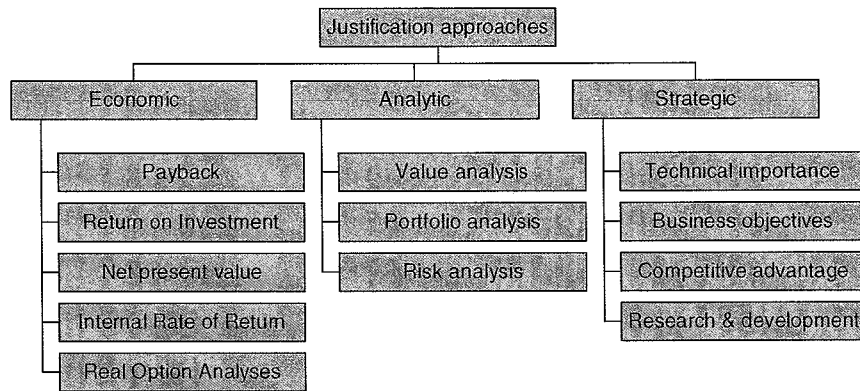 Justification approaches
Economic
Payback
Return on Investment
Net present value
Internal Rate of Return
Real Option Analyses
Analytic
Value analysis
Portfolio analysis
Risk analysis
Strategic
Technical importance
Business objectives
Competitive advantage
Research & development